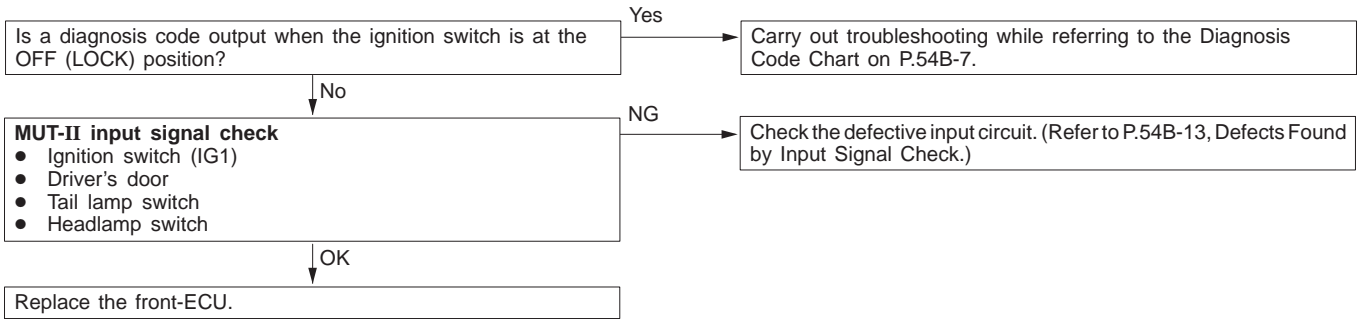 Is a diagnosis code output when the ignition switch is at the
OFF (LOCK) position?
Yes
Carry out troubleshooting while referring to the Diagnosis
Code Chart on P.54B-7.
No
MUT-II input signal check
● Ignition switch (IG1)
● Driver's door
● Tail lamp switch
● Headlamp switch
NG
Check the defective input circuit. (Refer to P.54B-13, Defects Found
by Input Signal Check.)
OK
Replace the front-ECU.